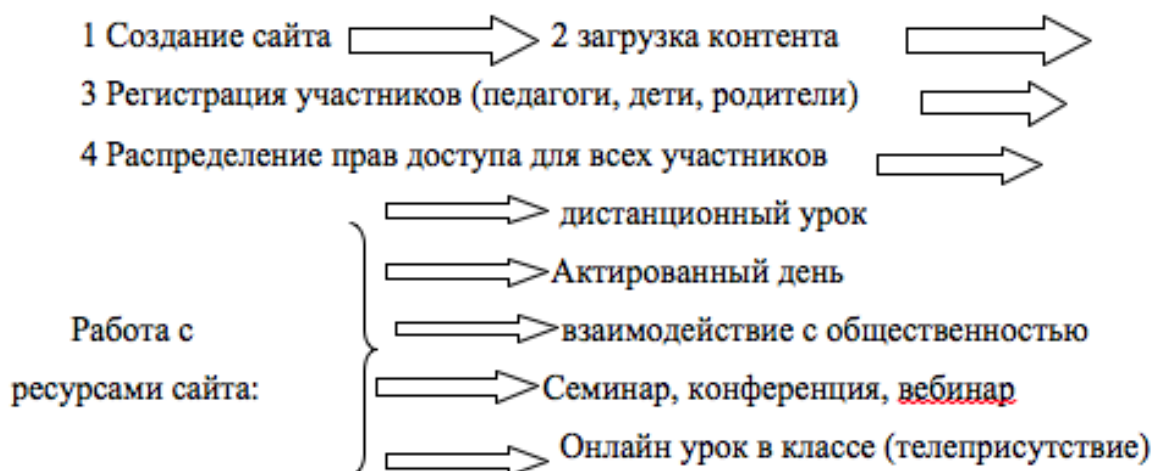 1 Создание сайта 2 загрузка контента
3 Регистрация участников (педагоги, дети, родители)
4 Распределение прав доступа для всех участников
дистанционный урок
Актированный день
Работа с взаимодействие с общественностью
ресурсами сайта: Семинар, конференция, вебинар
Онлайн урок в классе (телеприсутствие)